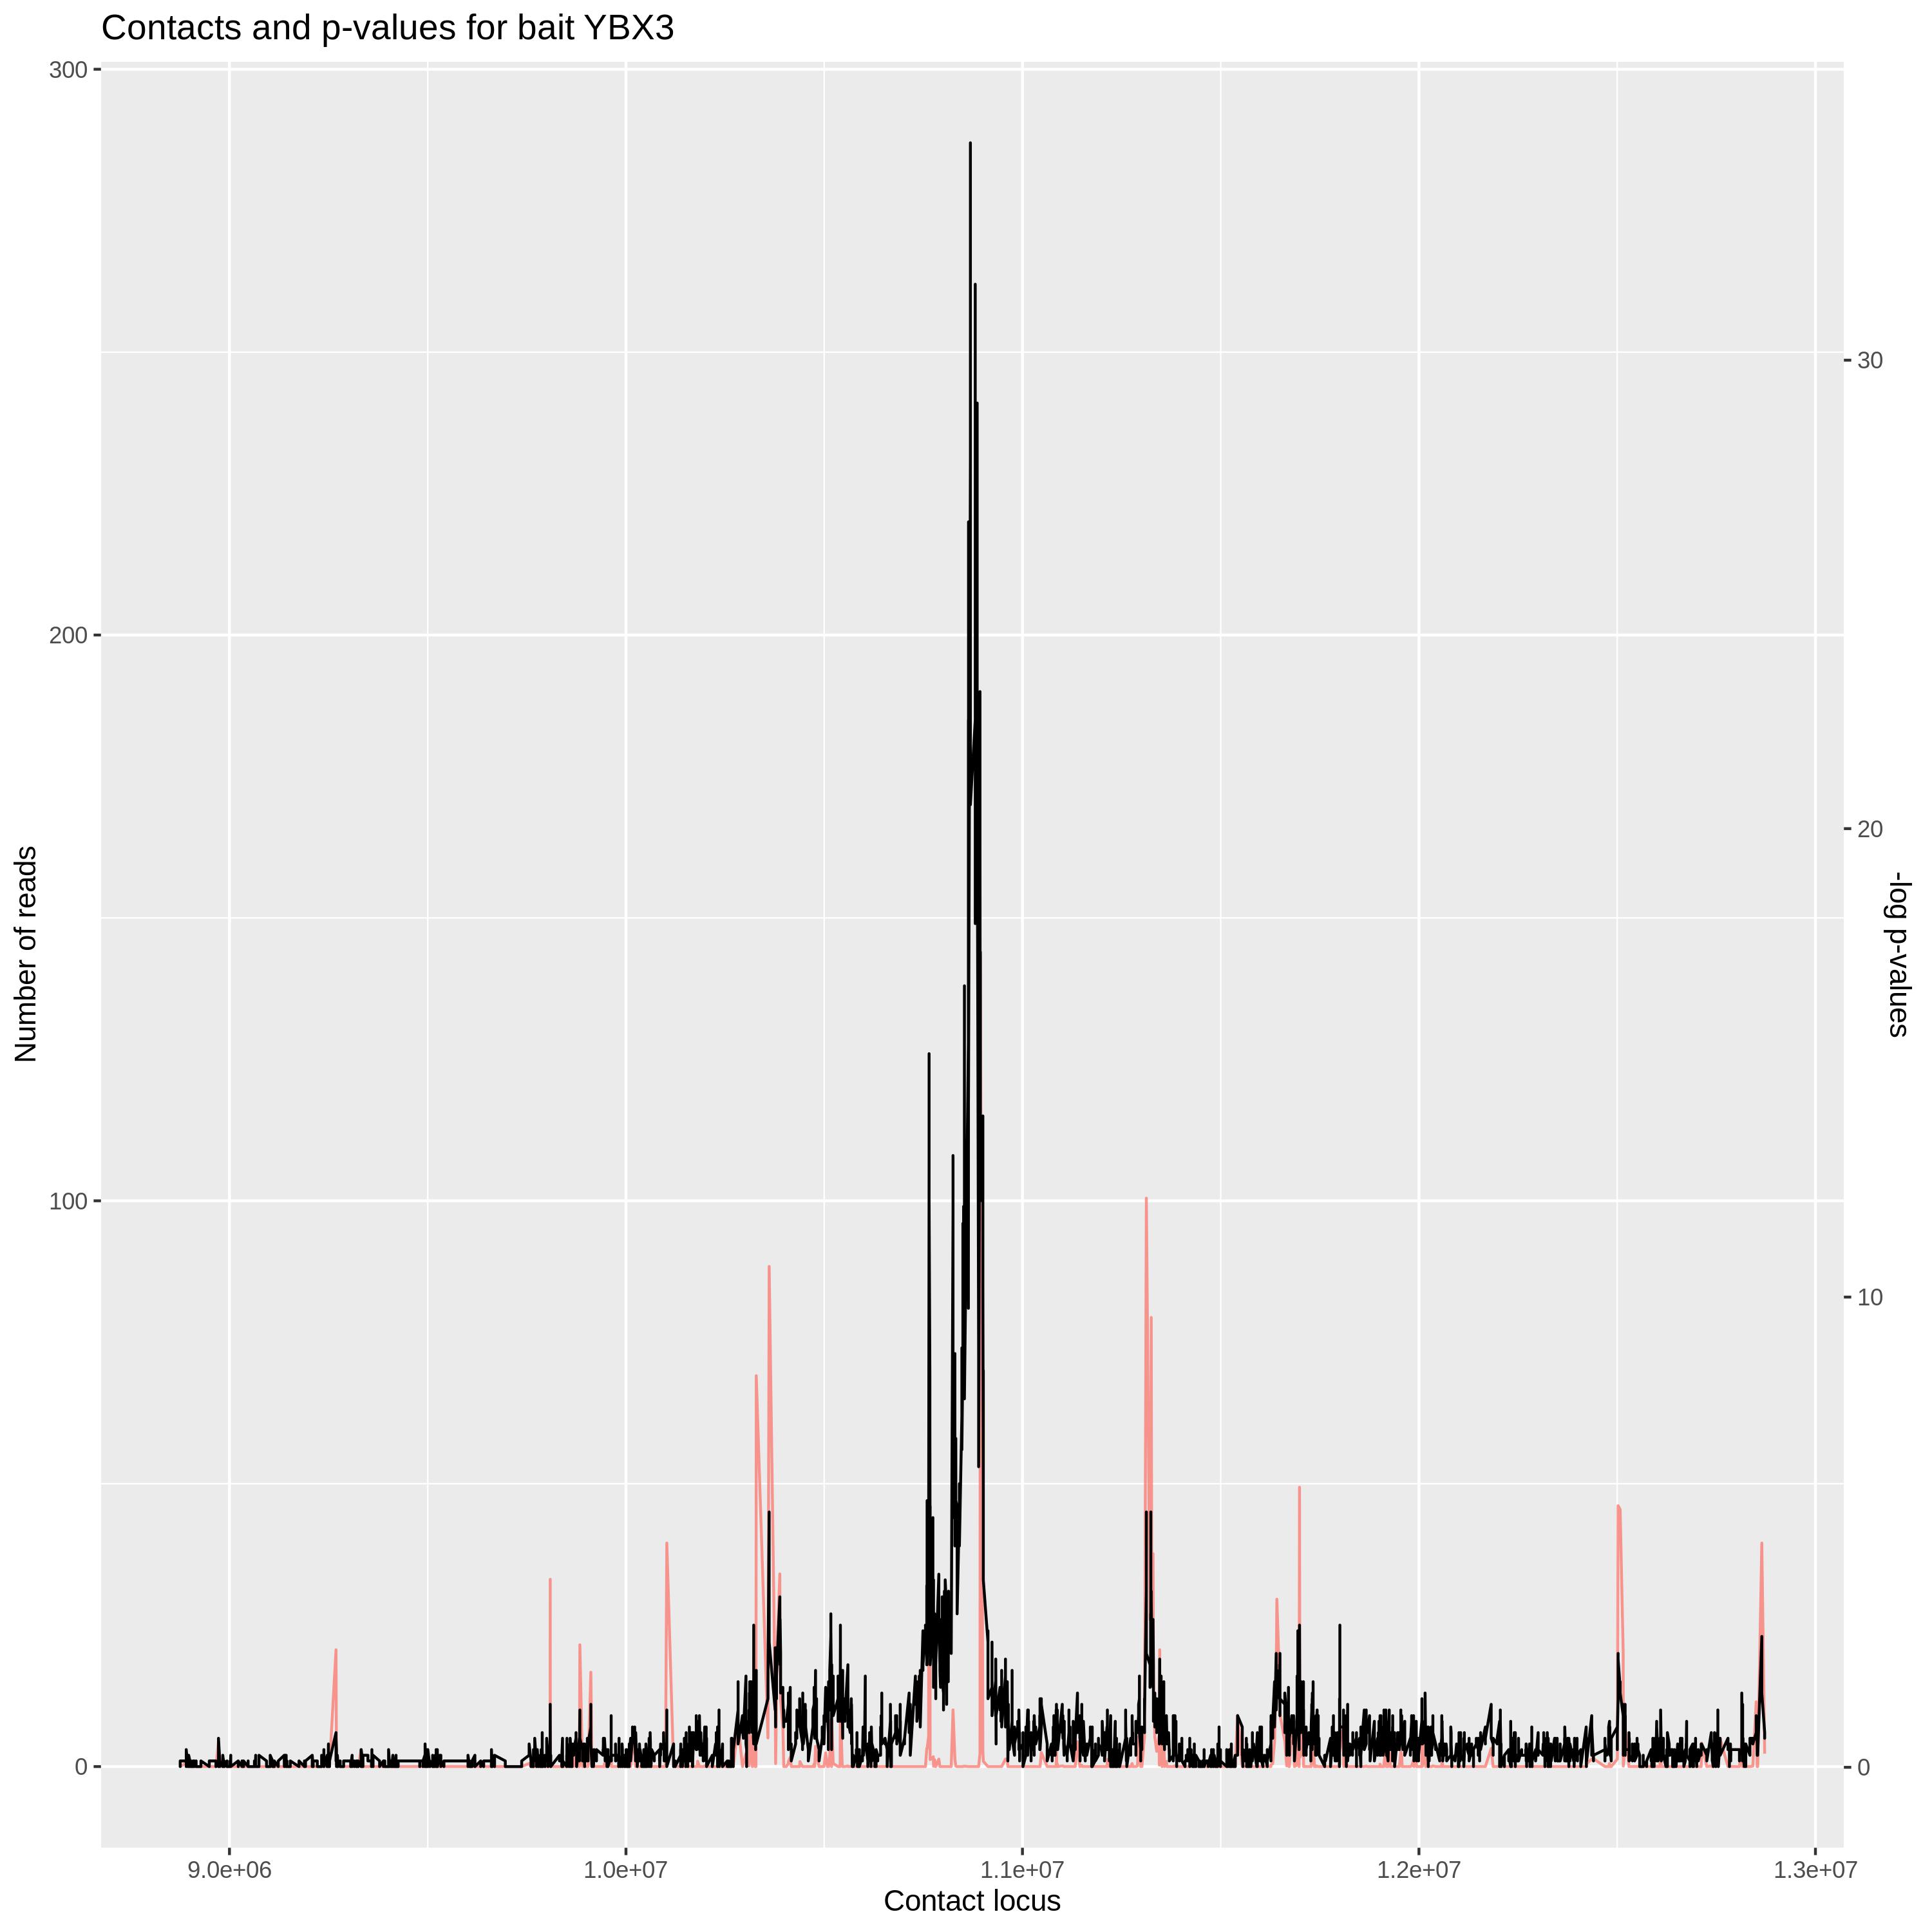 Contacts and p-values for bait YBX3
300
200
100
0
Number of reads
30
20
10
0
-log p-values
9.0e+06
1.0e+07
1.1e+07
1.2e+07
1.3e+07
Contact locus